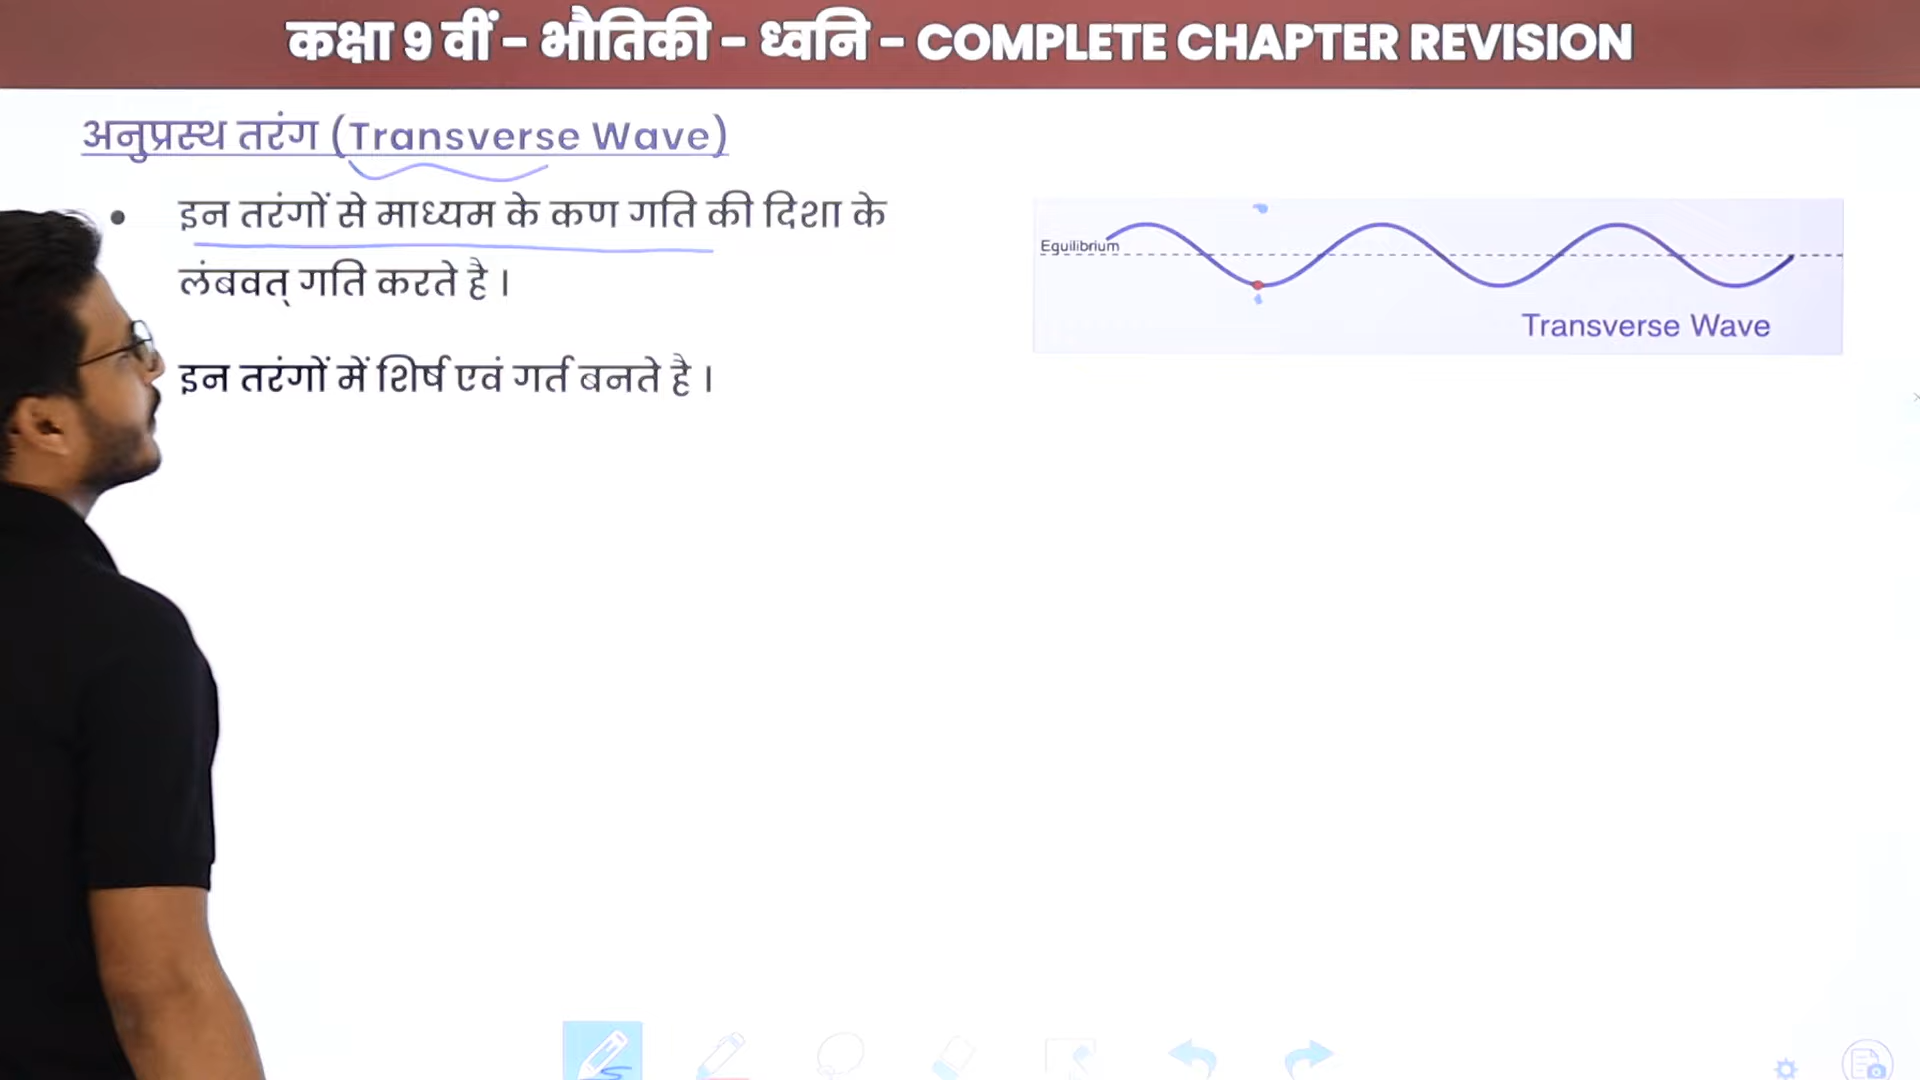 कक्षा 9 वीं - भौतिकी - ध्वनि - COMPLETE CHAPTER REVISION
अनुप्रस्थ तरंग (Transverse Wave)
• इन तरंगों से माध्यम के कण गति की दिशा के
लंबवत् गति करते है ।
इन तरंगों में शिर्ष एवं गर्त बनते है ।
Equilibrium
Transverse Wave